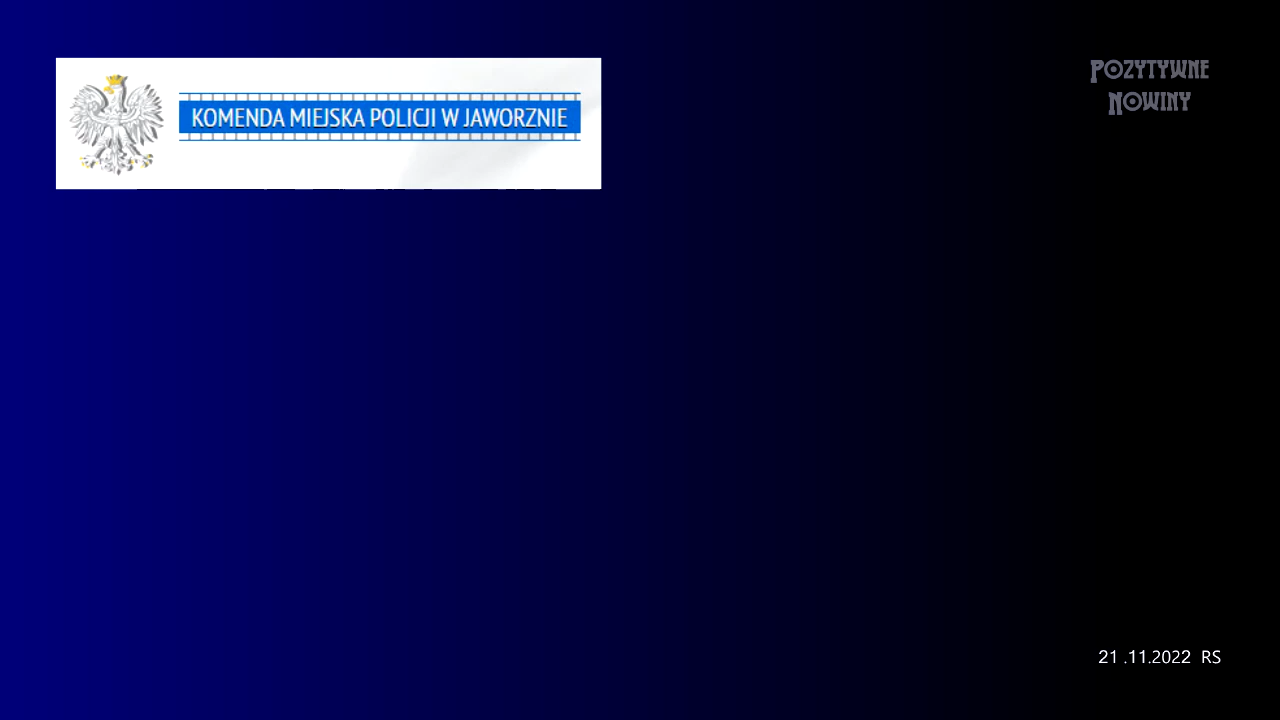 KOMENDA MIEJSKA POLICJI W JAWORZNIE
POZYTYWNE
NOWINY
21 .11.2022 RS